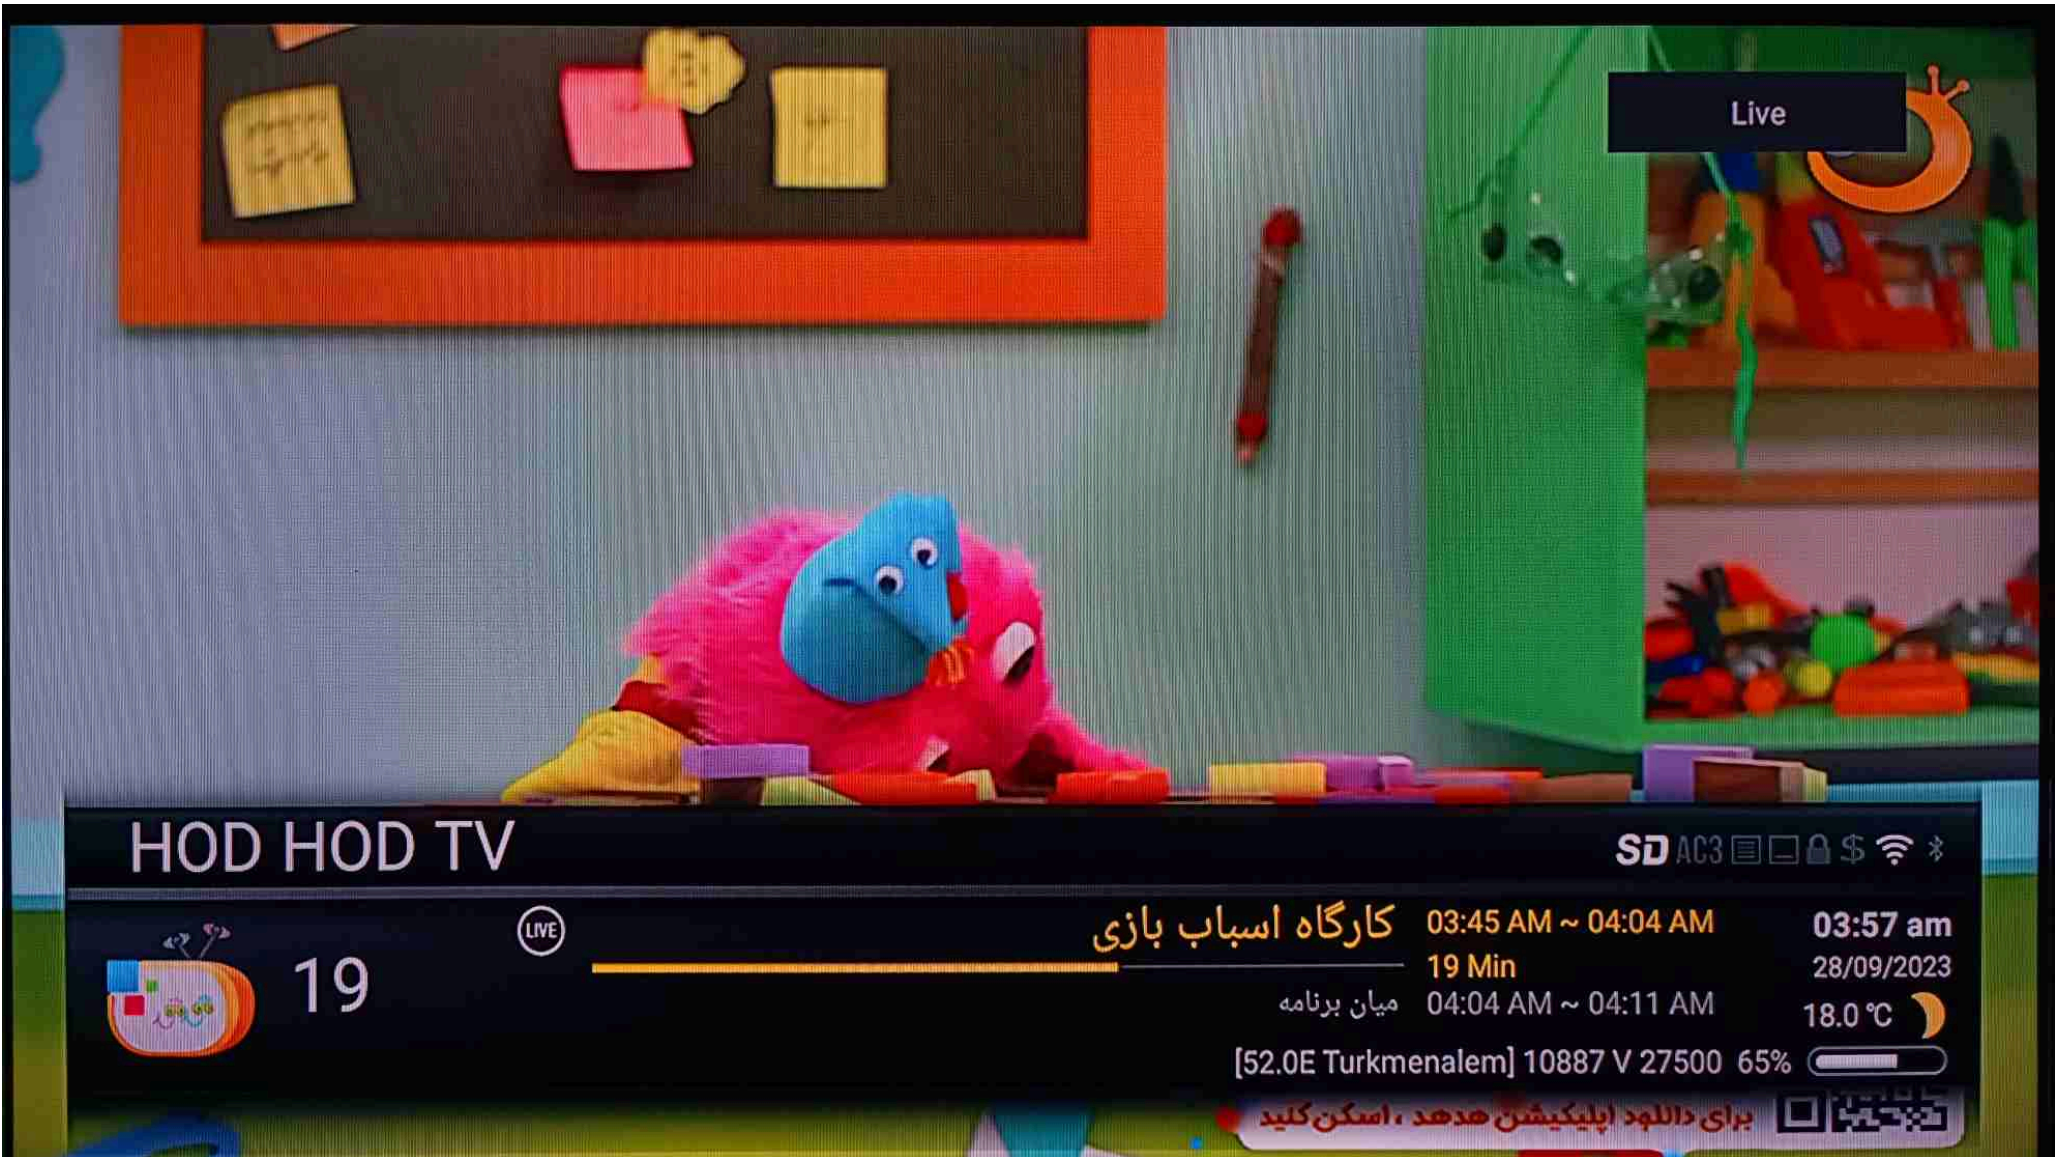 Live
HOD HOD TV
SD AC3 $
LIVE
کارگاه اسباب بازی 03:45 AM ~ 04:04 AM
03:57 am
19
19 Min
28/09/2023
میان برنامه 04:04 AM ~ 04:11 AM
18.0 °C
[52.0E Turkmenalem] 10887 V 27500 65%
برای دانلود اپلیکیشن هدهد ، اسکن کنید